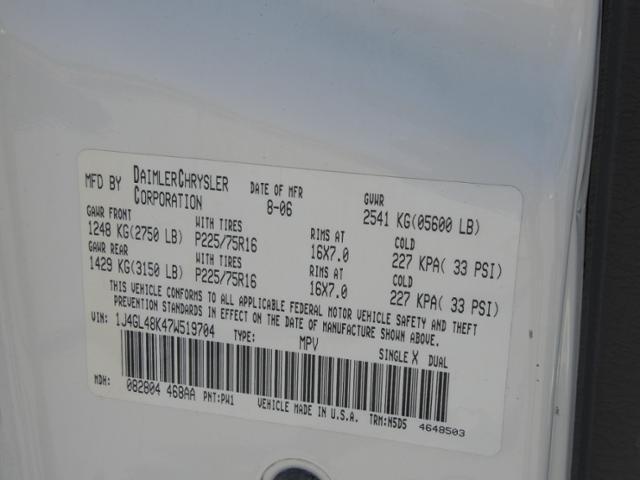 MFD BY DAIMLERCHRYSLER CORPORATION DATE OF MFR 8-06 GVWR 2541 KG(05600 LB)
GAWR FRONT WITH TIRES RIMS AT COLD
1248 KG(2750 LB) P225/75R16 16X7.0 227 KPA( 33 PSI)
GAWR REAR WITH TIRES RIMS AT COLD
1429 KG(3150 LB) P225/75R16 16X7.0 227 KPA( 33 PSI)
THIS VEHICLE CONFORMS TO ALL APPLICABLE FEDERAL MOTOR VEHICLE SAFETY AND THEFT
PREVENTION STANDARDS IN EFFECT ON THE DATE OF MANUFACTURE SHOWN ABOVE.
VIN: 1J4GL48K47W519704 TYPE: MPV SINGLE X DUAL
MDH: 082804 468AA PNT:PW1 VEHICLE MADE IN U.S.A. TRM:N5D5 4648503